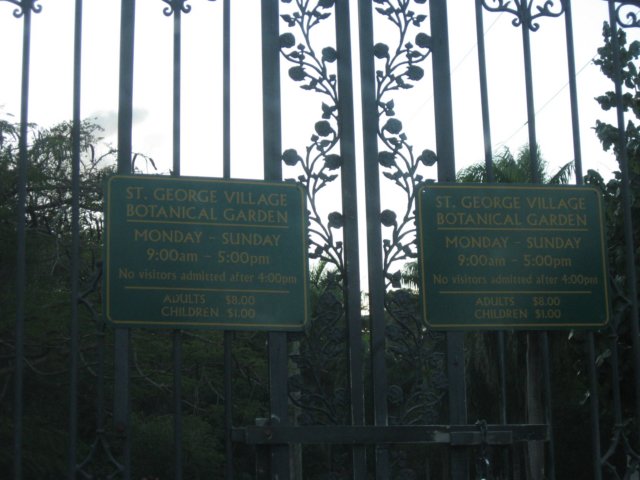 ST. GEORGE VILLAGE
BOTANICAL GARDEN
MONDAY - SUNDAY
9:00am - 5:00pm
No visitors admitted after 4:00pm
ADULTS $8.00
CHILDREN $1.00
ST. GEORGE VILLAGE
BOTANICAL GARDEN
MONDAY - SUNDAY
9:00am - 5:00pm
No visitors admitted after 4:00pm
ADULTS $8.00
CHILDREN $1.00